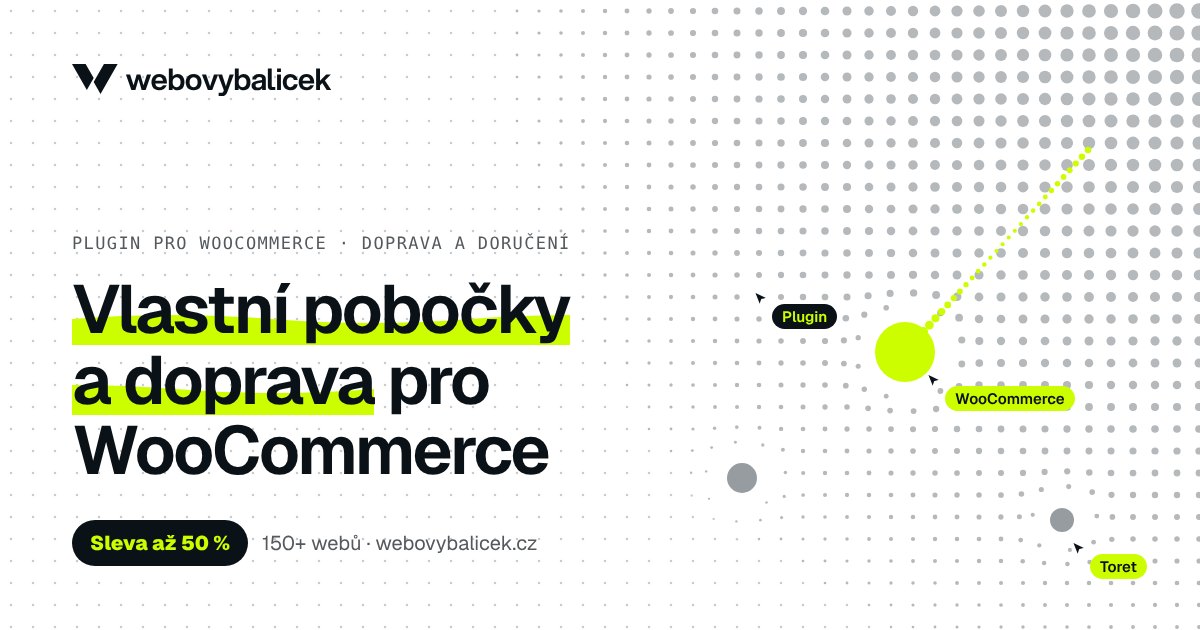 webovybalicek
PLUGIN PRO WOOCOMMERCE · DOPRAVA A DORUČENÍ
Vlastní pobočky
a doprava pro
WooCommerce
Sleva až 50 %
150+ webů · webovybalicek.cz
Plugin
WooCommerce
Toret